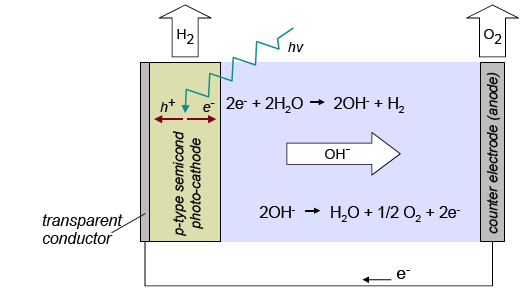 H₂
O₂
hν
h⁺
e⁻
2e⁻ + 2H₂O → 2OH⁻ + H₂
OH⁻
2OH⁻ → H₂O + 1/2 O₂ + 2e⁻
p-type semicond
photo-cathode
counter electrode (anode)
transparent
conductor
e⁻